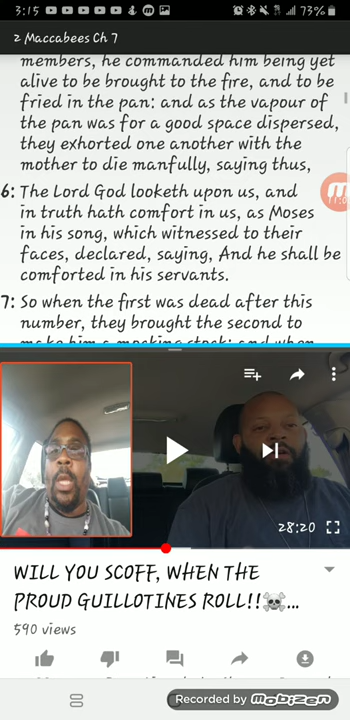 3:15
73%
2 Maccabees Ch 7
members, he commanded him being yet
alive to be brought to the fire, and to be
fried in the pan: and as the vapour of
the pan was for a good space dispersed,
they exhorted one another with the
mother to die manfully, saying thus,
6: The Lord God looketh upon us, and
in truth hath comfort in us, as Moses
in his song, which witnessed to their
faces, declared, saying, And he shall be
comforted in his servants.
7: So when the first was dead after this
number, they brought the second to
make him a mocking stock: and when
28:20
WILL YOU SCOFF, WHEN THE
PROUD GUILLOTINES ROLL!!☠...
590 views
Recorded by mobizen